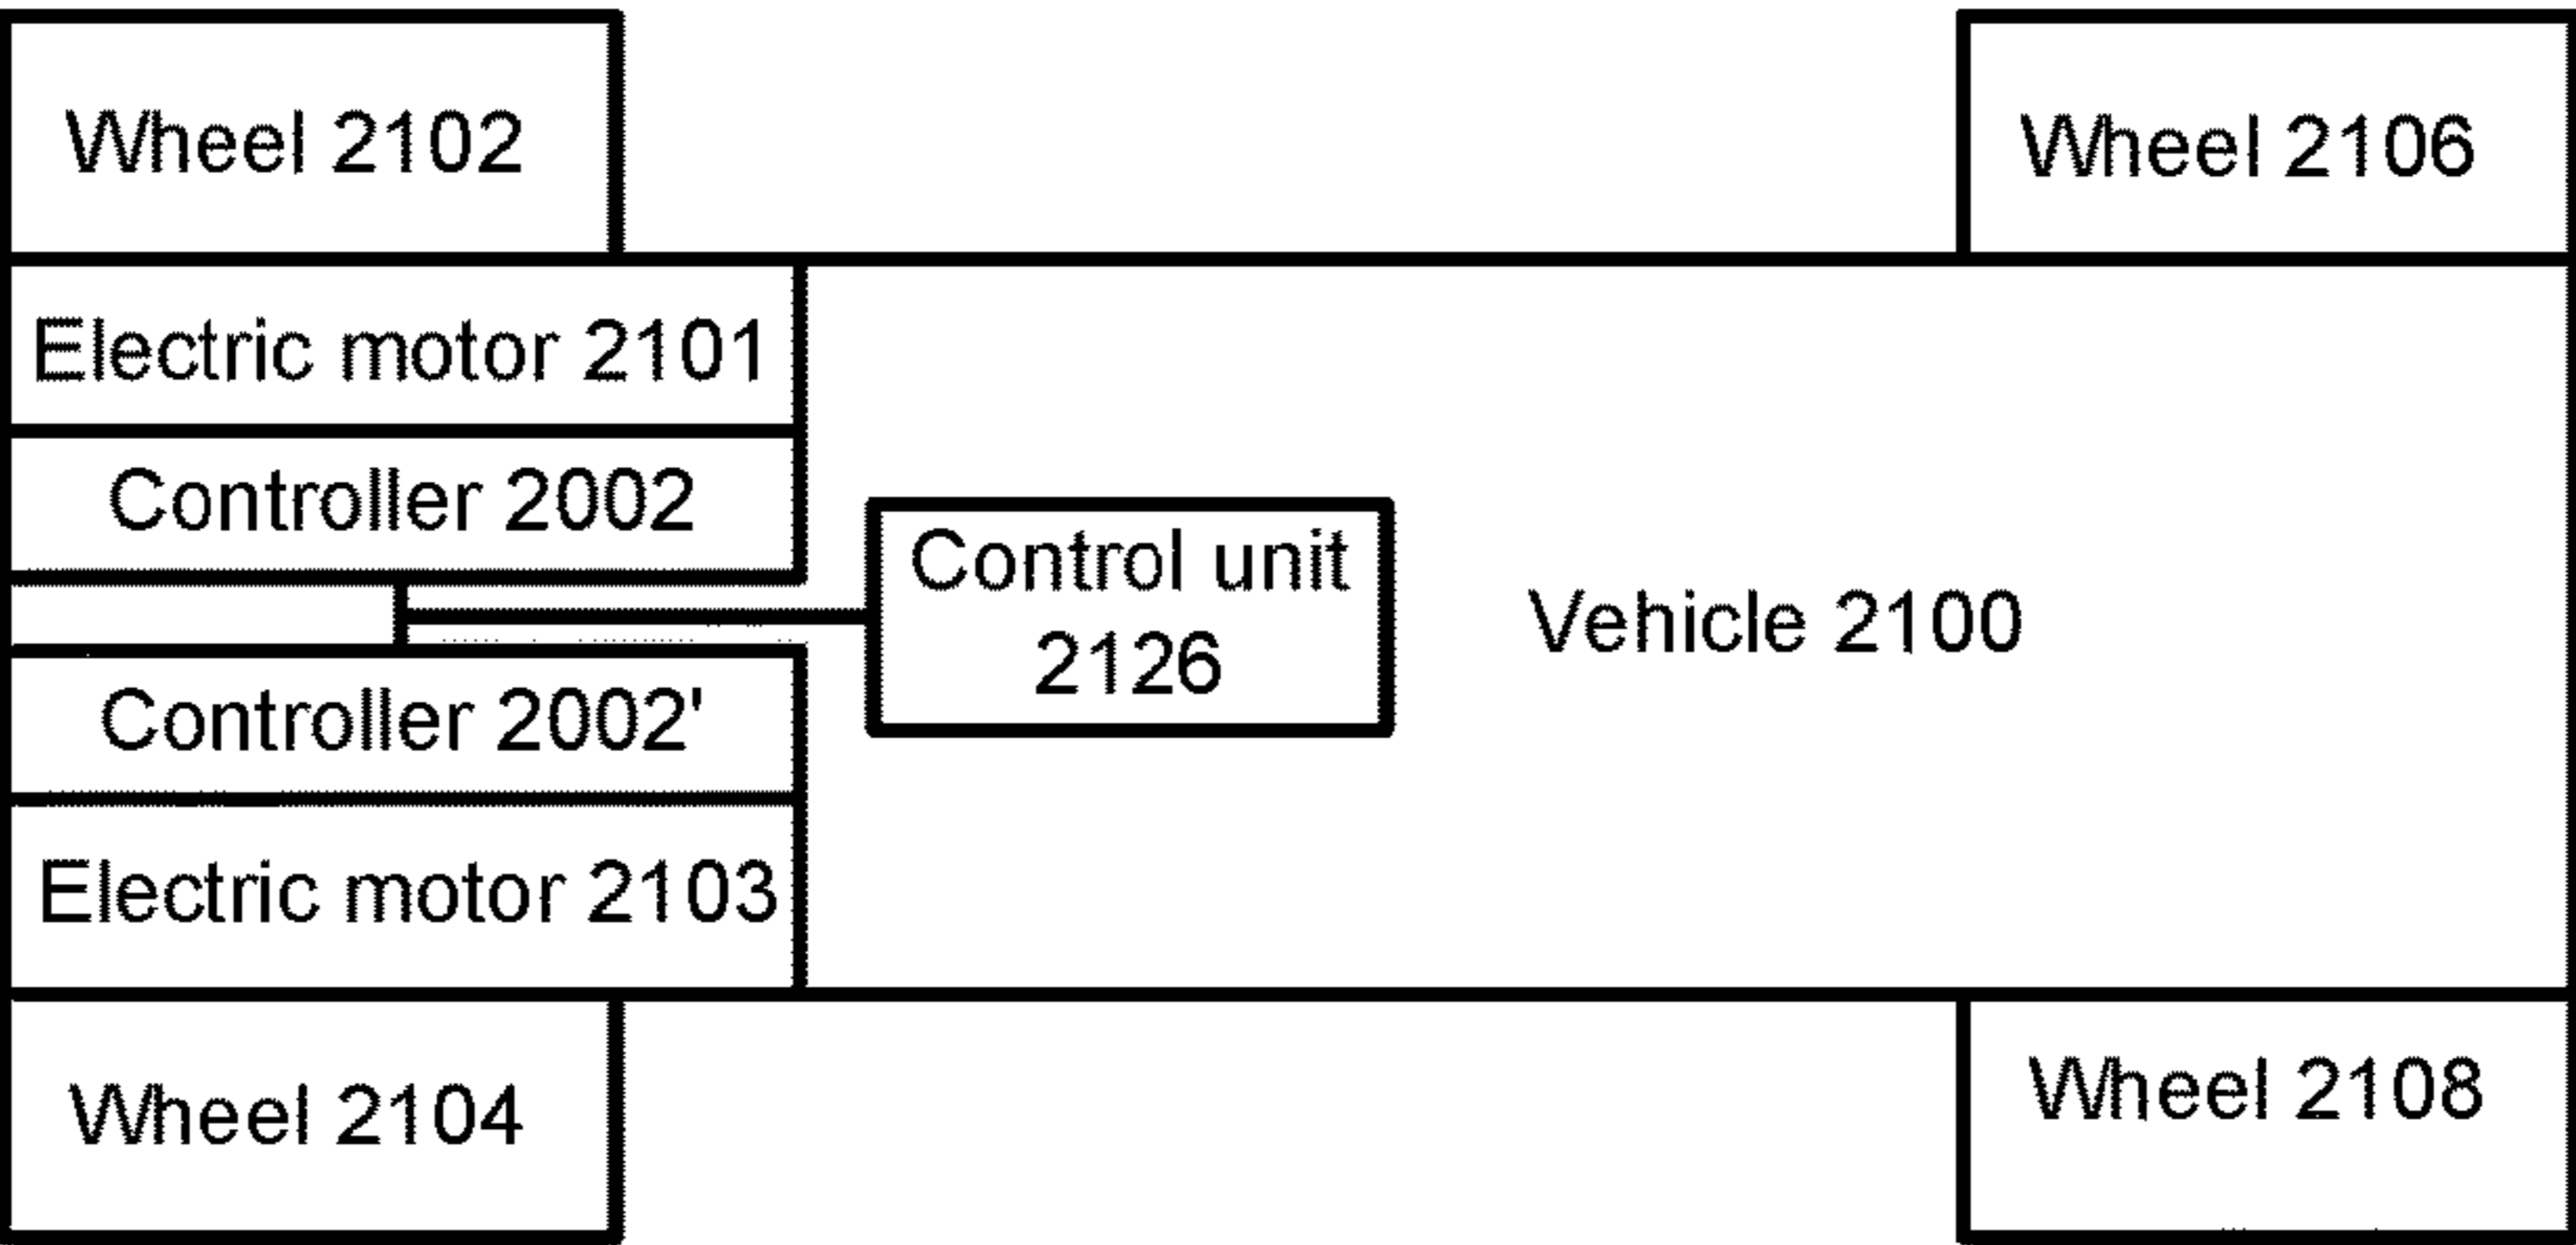 Wheel 2102
Wheel 2106
Electric motor 2101
Controller 2002
Control unit
2126
Vehicle 2100
Controller 2002'
Electric motor 2103
Wheel 2104
Wheel 2108